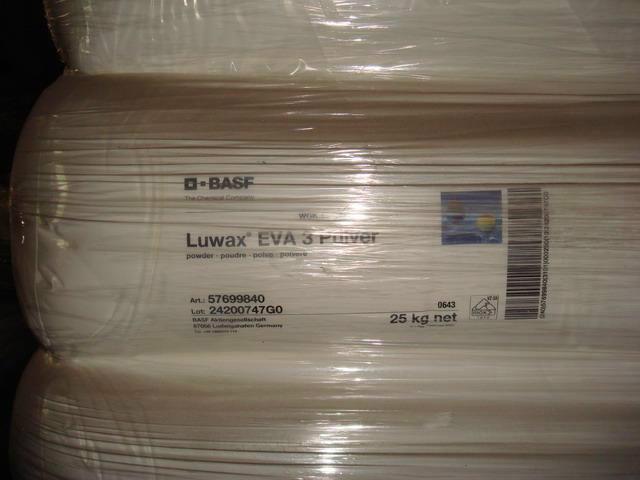 BASF
The Chemical Company
WGK
Luwax® EVA 3 Pulver
powder - poudre - polvo - polvere
Art.: 57699840
Lot: 24200747G0
BASF Aktiengesellschaft
67056 Ludwigshafen Germany
0643
25 kg net